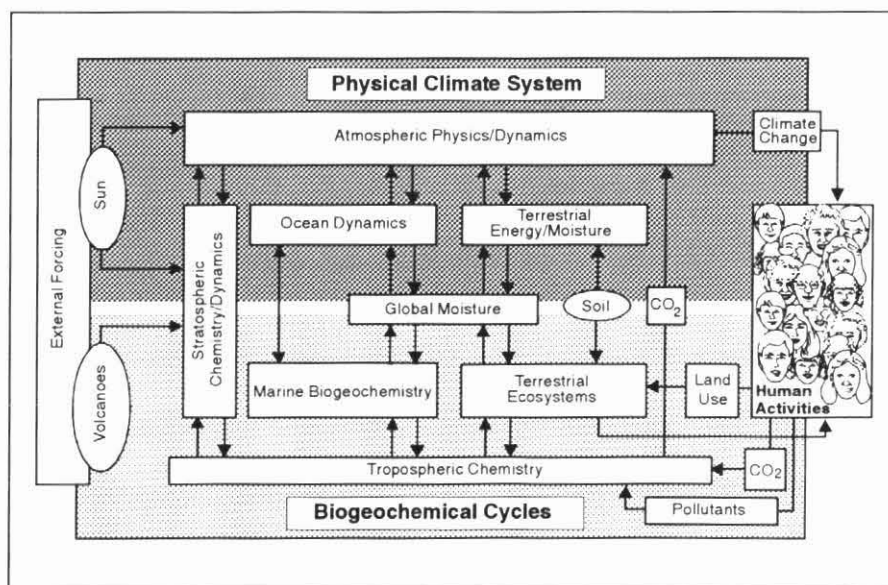 Physical Climate System
Atmospheric Physics/Dynamics
Climate
Change
External Forcing
Sun
Stratospheric
Chemistry/Dynamics
Ocean Dynamics
Terrestrial
Energy/Moisture
Global Moisture
Soil
CO₂
Volcanoes
Marine Biogeochemistry
Terrestrial
Ecosystems
Land
Use
Human
Activities
Tropospheric Chemistry
CO₂
Biogeochemical Cycles
Pollutants